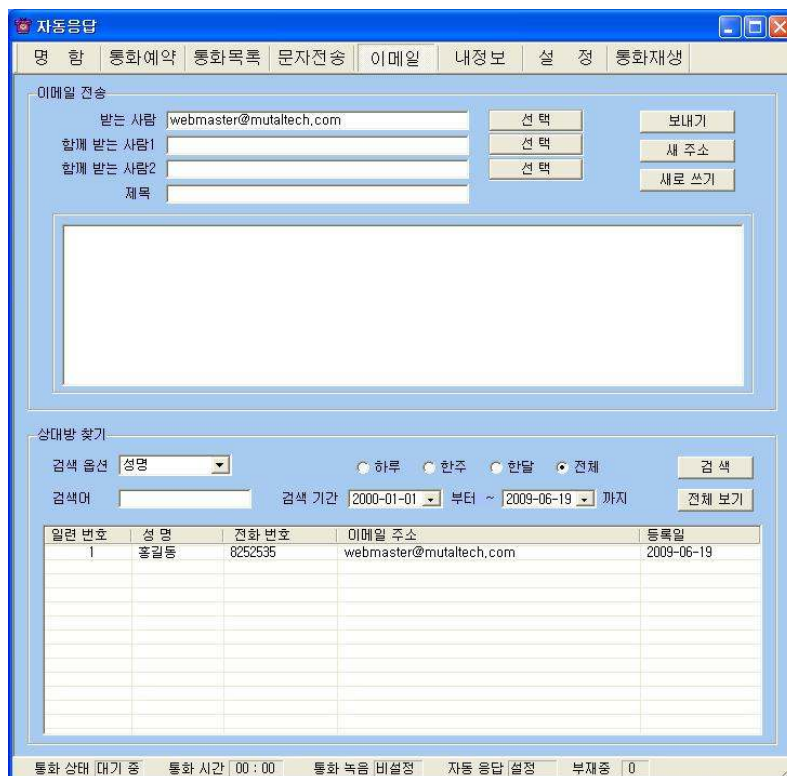 자동응답
명 함 통화예약 통화목록 문자전송 이메일 내정보 설 정 통화재생
이메일 전송
받는 사람 webmaster@mutaltech.com 선 택 보내기
함께 받는 사람1 선 택 새 주소
함께 받는 사람2 선 택 새로 쓰기
제목
상대방 찾기
검색 옵션 성명 하루 한주 한달 전체 검 색
검색어 검색 기간 2000-01-01 부터 ~ 2009-06-19 까지 전체 보기
일련 번호 성 명 전화 번호 이메일 주소 등록일
1 홍길동 8252535 webmaster@mutaltech.com 2009-06-19
통화 상태 대기 중 통화 시간 00 : 00 통화 녹음 비설정 자동 응답 설정 부재중 0